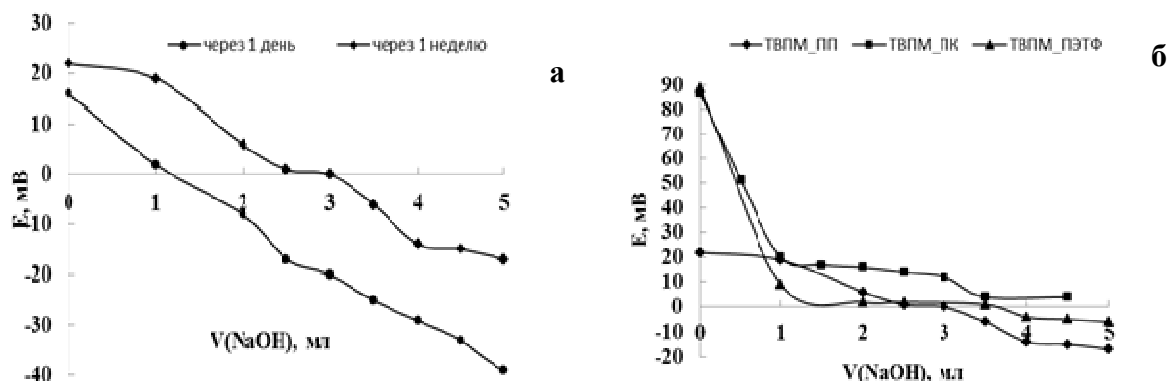 30
20
10
0
-10
-20
-30
-40
E, мВ
через 1 день
через 1 неделю
0 1 2 3 4 5
V(NaOH), мл
а
ТВПМ_ПП ТВПМ_ПК ТВПМ_ПЭТФ
б
90
80
70
60
50
40
30
20
10
0
-10
-20
E, мВ
0 1 2 3 4 5
V(NaOH), мл